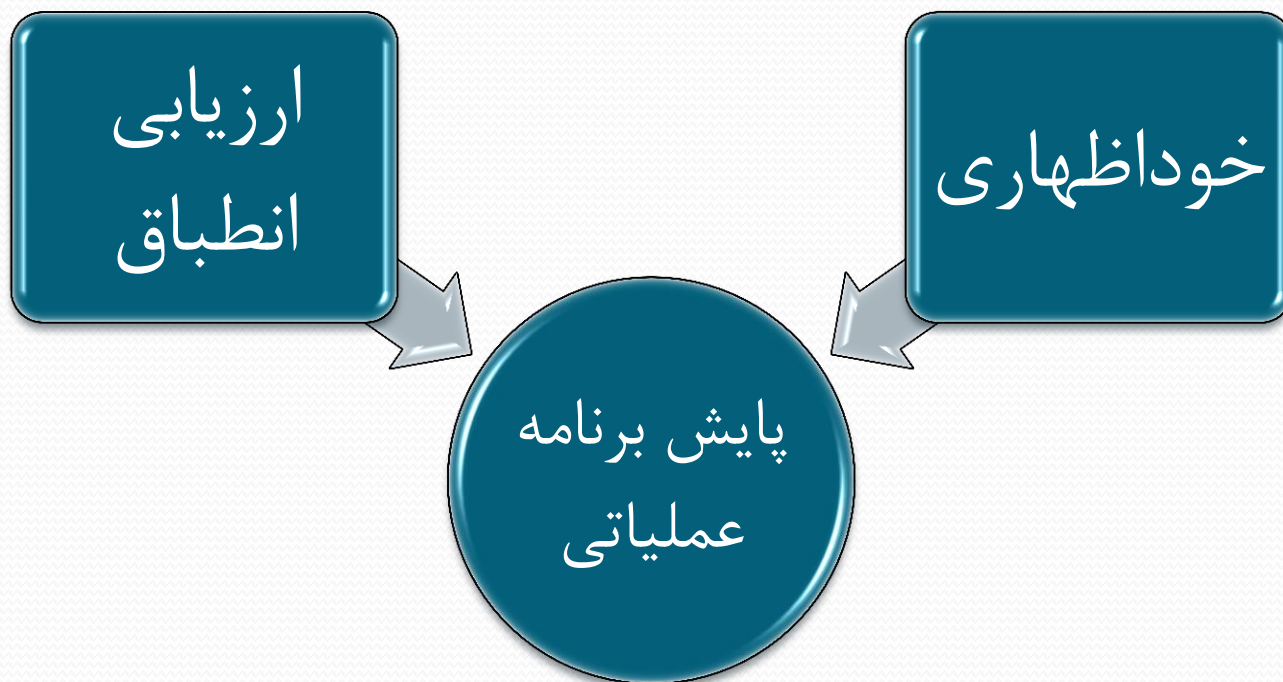 خوداظهاری
ارزیابی
انطباق
پایش برنامه
عملیاتی